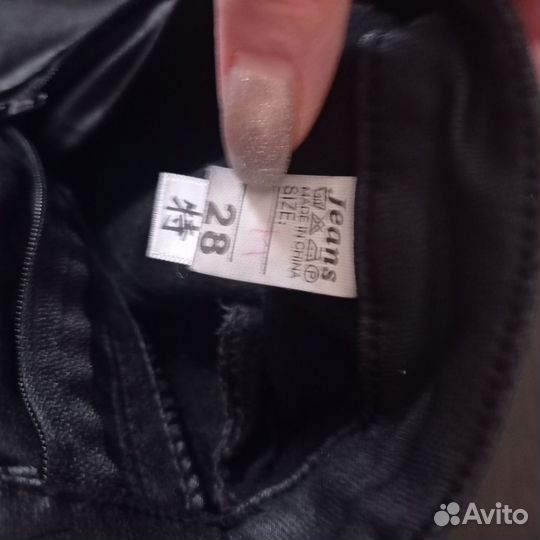 Jeans
MADE IN CHINA
SIZE:
28
特
Avito